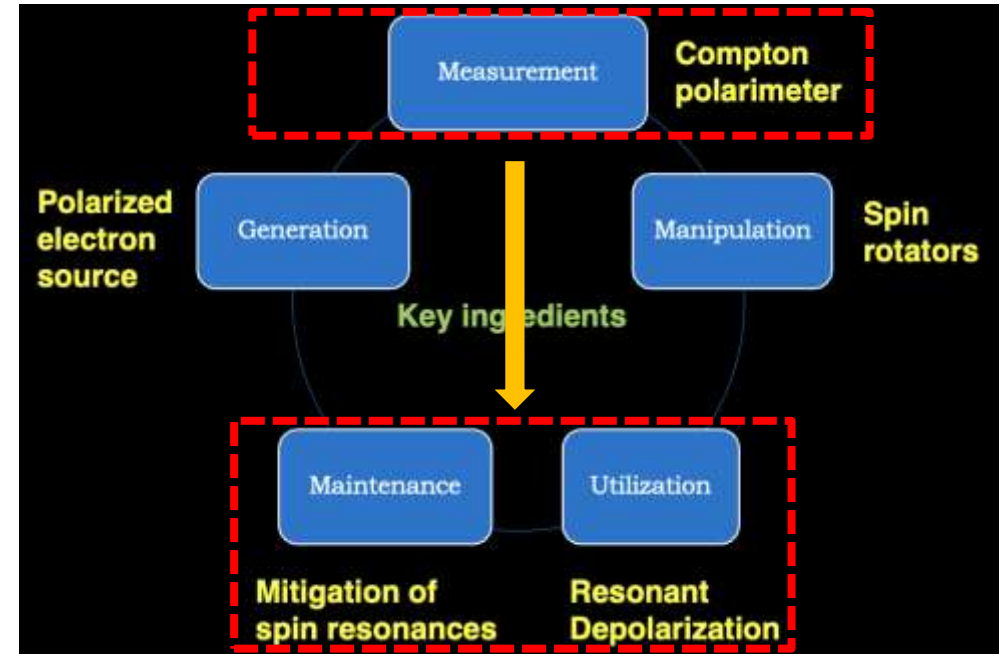 Measurement
Compton
polarimeter
Polarized
electron
source
Generation
Manipulation
Spin
rotators
Key ingredients
Maintenance
Utilization
Mitigation of
spin resonances
Resonant
Depolarization